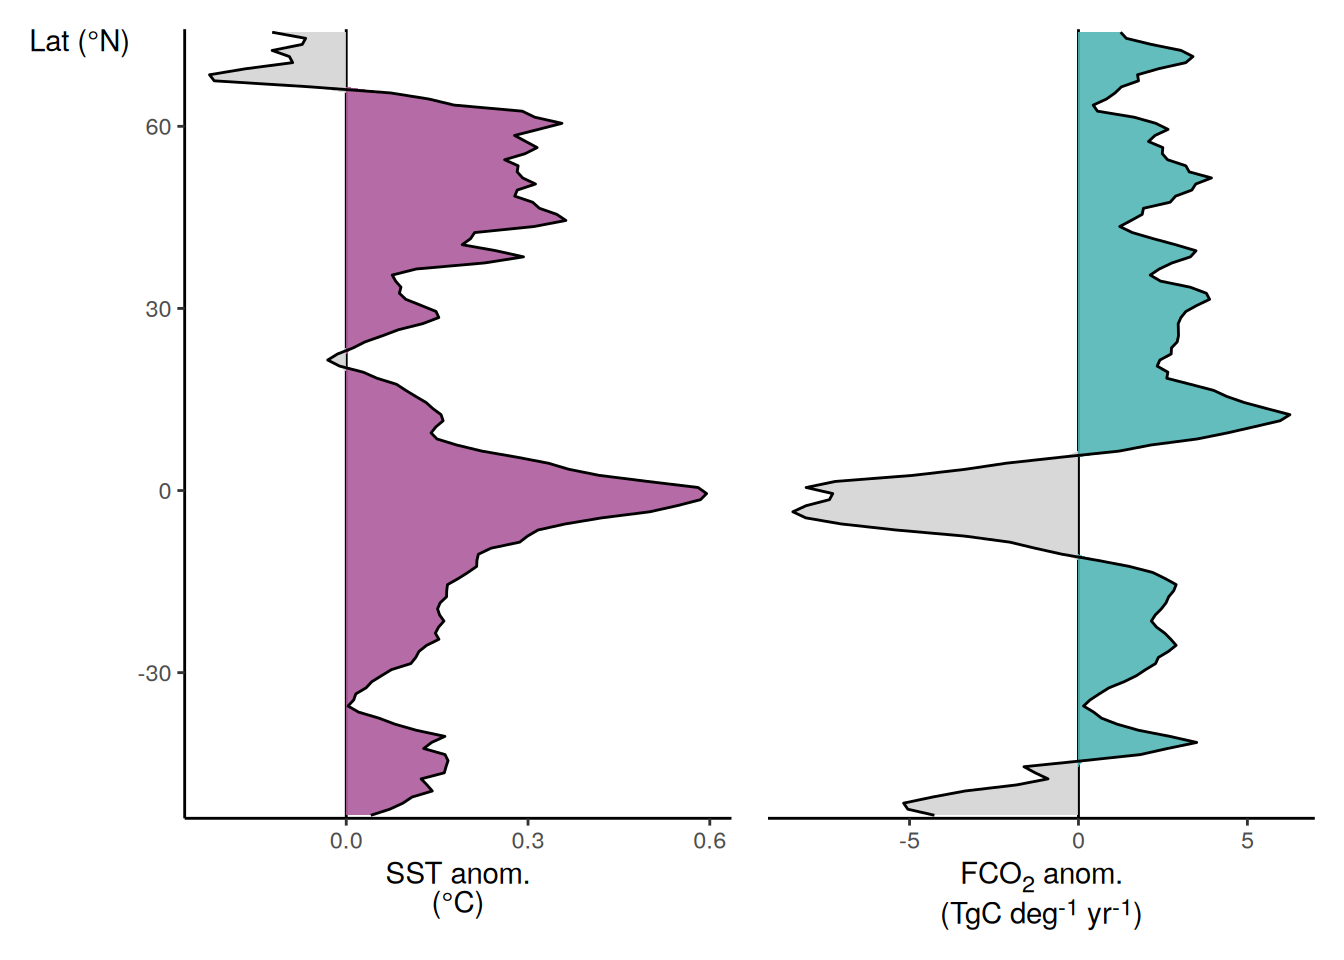 Lat (°N)
60
30
0
-30
0.0 0.3 0.6
SST anom.
(°C)
-5 0 5
FCO₂ anom.
(TgC deg⁻¹ yr⁻¹)